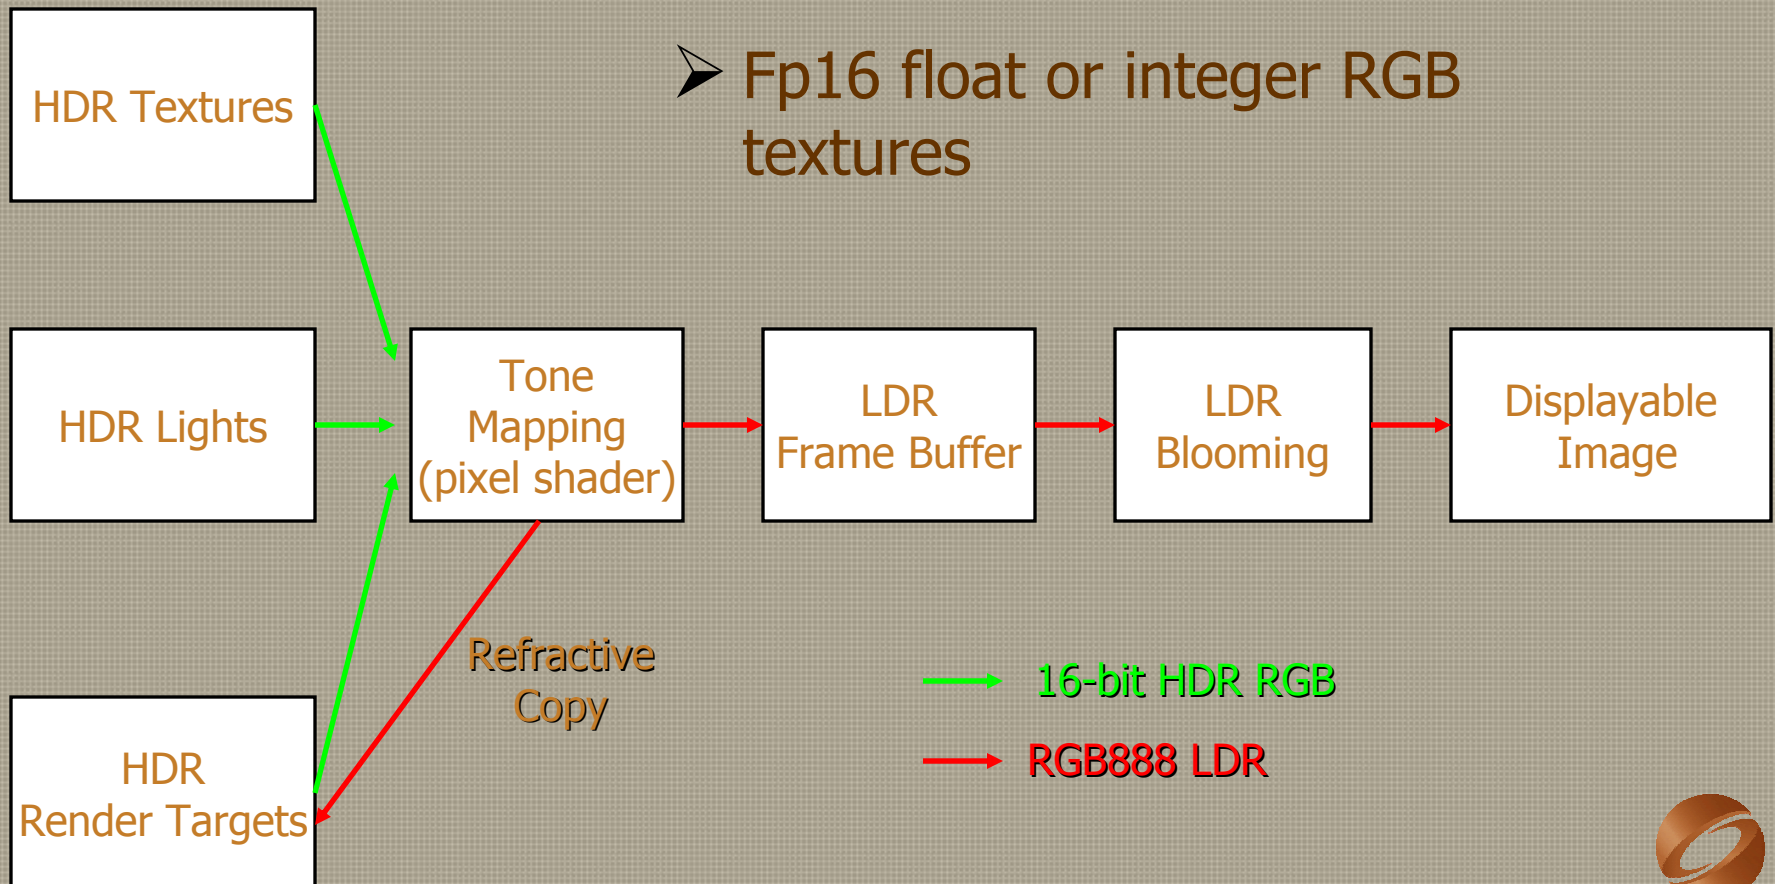 Fp16 float or integer RGB
textures
HDR Textures
HDR Lights
Tone
Mapping
(pixel shader)
LDR
Frame Buffer
LDR
Blooming
Displayable
Image
Refractive
Copy
HDR
Render Targets
16-bit HDR RGB
RGB888 LDR